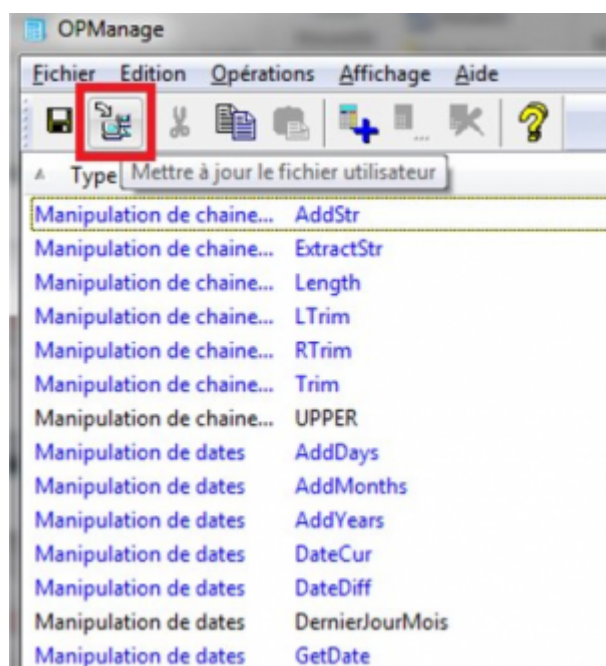 OPManage
Fichier Edition Opérations Affichage Aide
...
Type Mettre à jour le fichier utilisateur
Manipulation de chaine... AddStr
Manipulation de chaine... ExtractStr
Manipulation de chaine... Length
Manipulation de chaine... LTrim
Manipulation de chaine... RTrim
Manipulation de chaine... Trim
Manipulation de chaine... UPPER
Manipulation de dates AddDays
Manipulation de dates AddMonths
Manipulation de dates AddYears
Manipulation de dates DateCur
Manipulation de dates DateDiff
Manipulation de dates DernierJourMois
Manipulation de dates GetDate